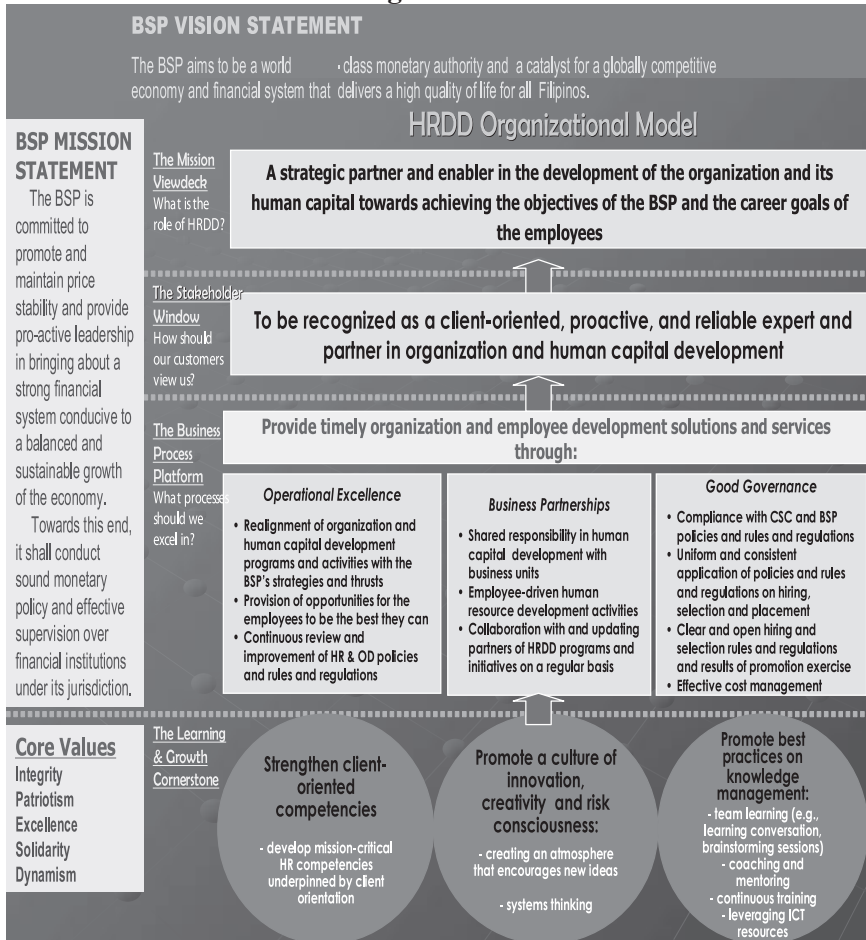 BSP VISION STATEMENT
The BSP aims to be a world - class monetary authority and a catalyst for a globally competitive
economy and financial system that delivers a high quality of life for all Filipinos.
BSP MISSION
STATEMENT
The BSP is
committed to
promote and
maintain price
stability and provide
pro-active leadership
in bringing about a
strong financial
system conducive to
a balanced and
sustainable growth
of the economy.
Towards this end,
it shall conduct
sound monetary
policy and effective
supervision over
financial institutions
under its jurisdiction.
Core Values
Integrity
Patriotism
Excellence
Solidarity
Dynamism
HRDD Organizational Model
The Mission
Viewdeck
What is the
role of HRDD?
A strategic partner and enabler in the development of the organization and its
human capital towards achieving the objectives of the BSP and the career goals of
the employees
The Stakeholder
Window
How should
our customers
view us?
To be recognized as a client-oriented, proactive, and reliable expert and
partner in organization and human capital development
The Business
Process
Platform
What processes
should we
excel in?
Provide timely organization and employee development solutions and services
through:
Operational Excellence
• Realignment of organization and
human capital development
programs and activities with the
BSP's strategies and thrusts
• Provision of opportunities for the
employees to be the best they can
• Continuous review and
improvement of HR & OD policies
and rules and regulations
Business Partnerships
• Shared responsibility in human
capital development with
business units
• Employee-driven human
resource development activities
• Collaboration with and updating
partners of HRDD programs and
initiatives on a regular basis
Good Governance
• Compliance with CSC and BSP
policies and rules and regulations
• Uniform and consistent
application of policies and rules
and regulations on hiring,
selection and placement
• Clear and open hiring and
selection rules and regulations
and results of promotion exercise
• Effective cost management
The Learning
& Growth
Cornerstone
Strengthen client-
oriented
competencies
- develop mission-critical
HR competencies
underpinned by client
orientation
Promote a culture of
innovation,
creativity and risk
consciousness:
- creating an atmosphere
that encourages new ideas
- systems thinking
Promote best
practices on
knowledge
management:
- team learning (e.g.,
learning conversation,
brainstorming sessions)
- coaching and
mentoring
- continuous training
- leveraging ICT
resources